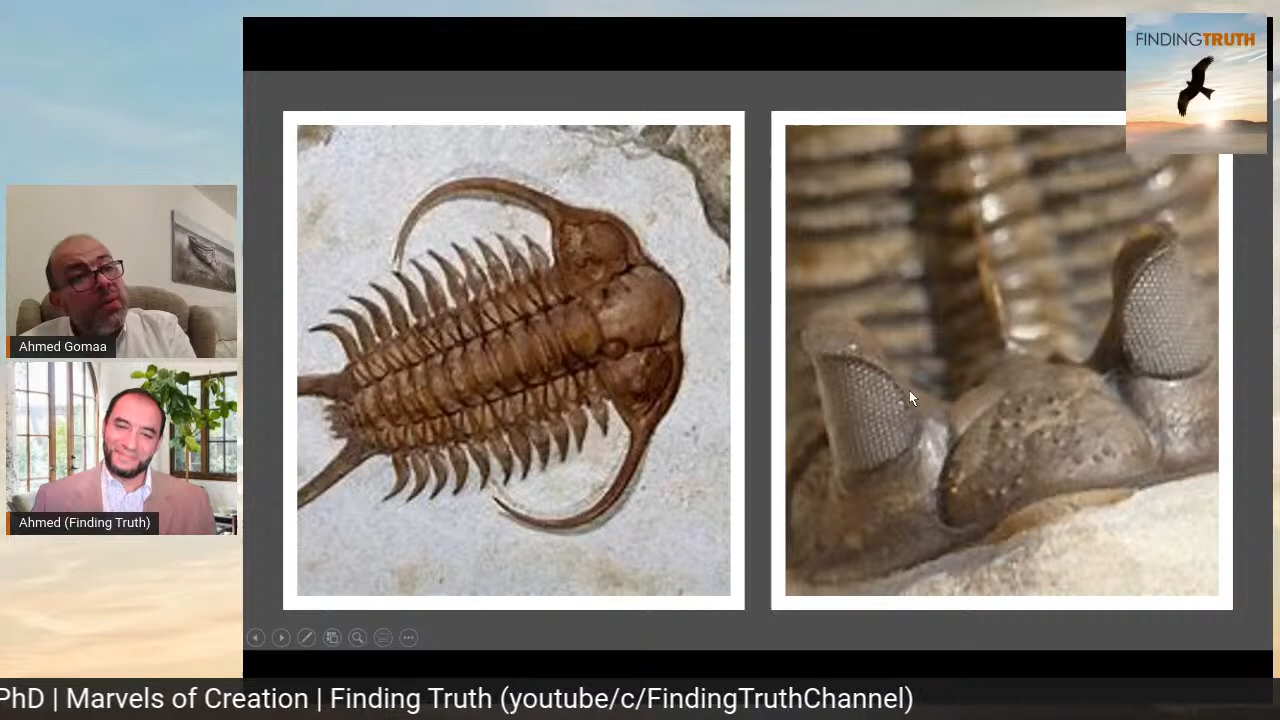 FINDINGTRUTH
Ahmed Gomaa
Ahmed (Finding Truth)
PhD | Marvels of Creation | Finding Truth (youtube/c/FindingTruthChannel)